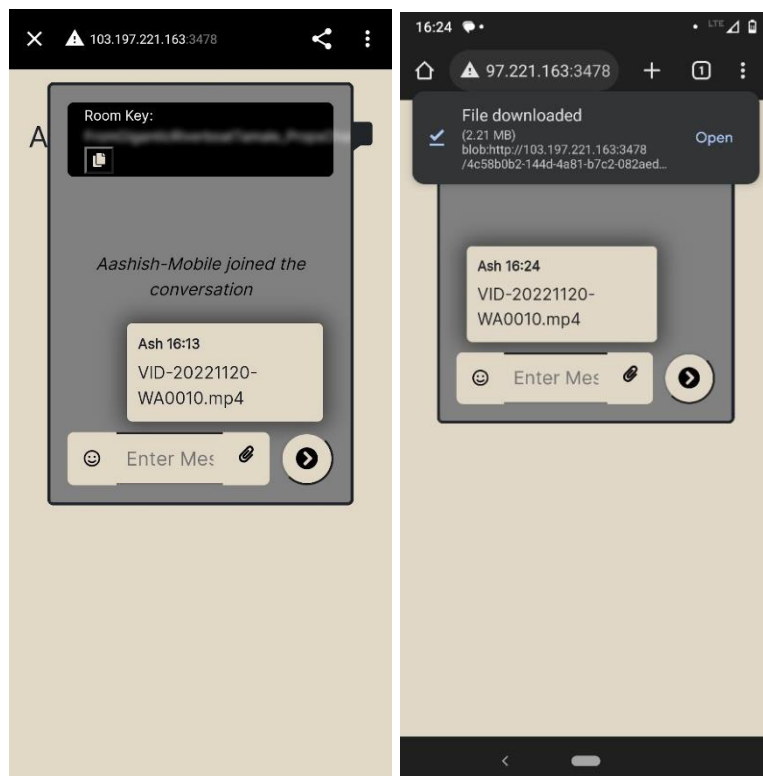 103.197.221.163:3478
A
Room Key:
Aashish-Mobile joined the
conversation
Ash 16:13
VID-20221120-
WA0010.mp4
Enter Mes
16:24
LTE
97.221.163:3478
1
File downloaded
(2.21 MB)
blob:http://103.197.221.163:3478
/4c58b0b2-144d-4a81-b7c2-082aed...
Open
Ash 16:24
VID-20221120-
WA0010.mp4
Enter Mes